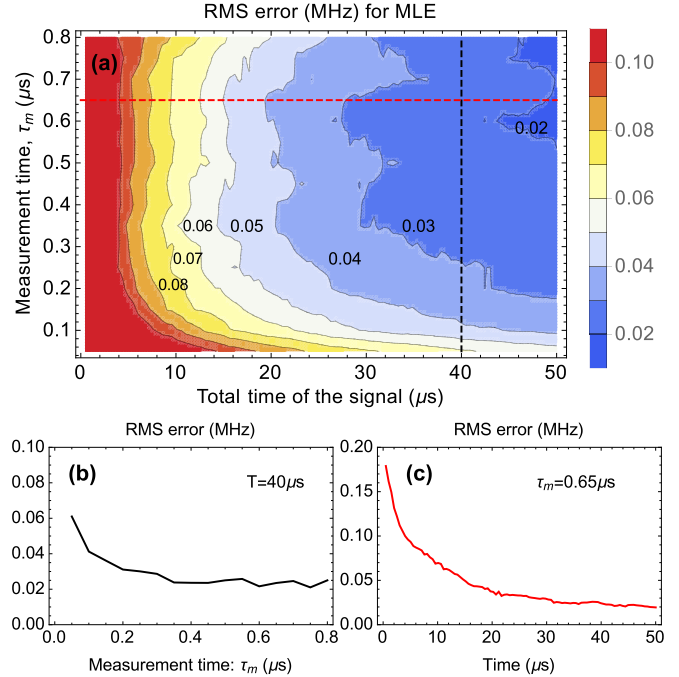 RMS error (MHz) for MLE
(a)
Measurement time, τm (μs)
0.8
0.7
0.6
0.5
0.4
0.3
0.2
0.1
0.02
0.03
0.04
0.05
0.06
0.07
0.08
0 10 20 30 40 50
Total time of the signal (μs)
0.10
0.08
0.06
0.04
0.02
RMS error (MHz)
(b)
T=40μs
0.10
0.08
0.06
0.04
0.02
0.00
0.0 0.2 0.4 0.6 0.8
Measurement time: τm (μs)
RMS error (MHz)
(c)
τm=0.65μs
0.20
0.15
0.10
0.05
0.00
0 10 20 30 40 50
Time (μs)